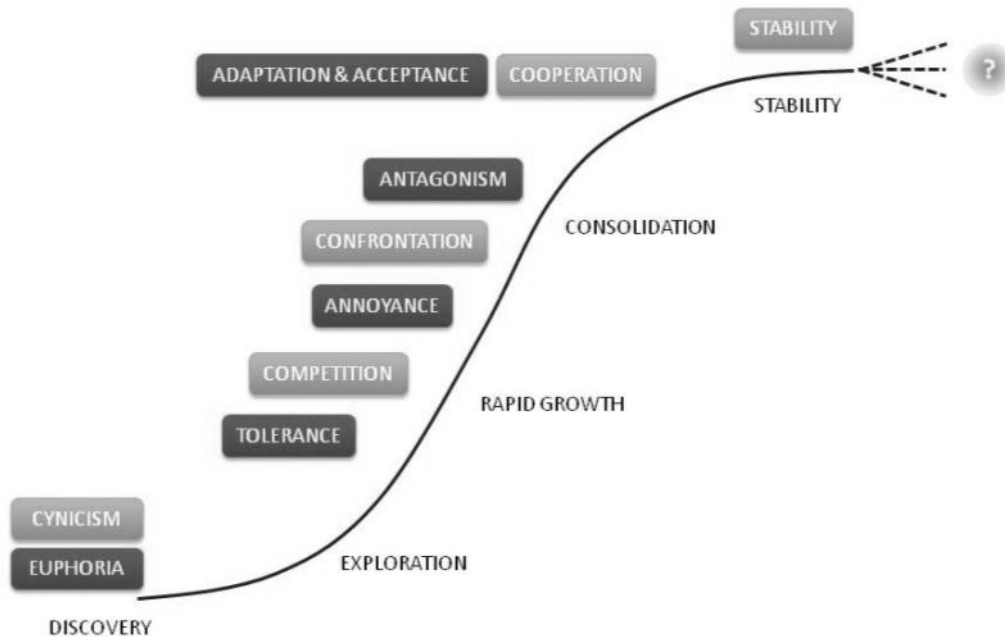 STABILITY
ADAPTATION & ACCEPTANCE COOPERATION
?
STABILITY
ANTAGONISM
CONSOLIDATION
CONFRONTATION
ANNOYANCE
COMPETITION
RAPID GROWTH
TOLERANCE
CYNICISM
EUPHORIA
EXPLORATION
DISCOVERY